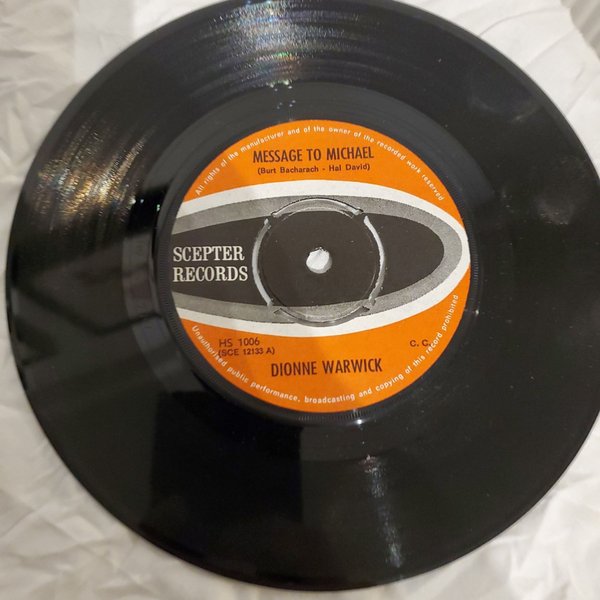 All rights of the manufacturer and of the owner of the recorded work reserved
MESSAGE TO MICHAEL
(Burt Bacharach - Hal David)
SCEPTER
RECORDS
HS 1006
(SCE 12133 A)
C. C.
DIONNE WARWICK
Unauthorised public performance, broadcasting and copying of this record prohibited